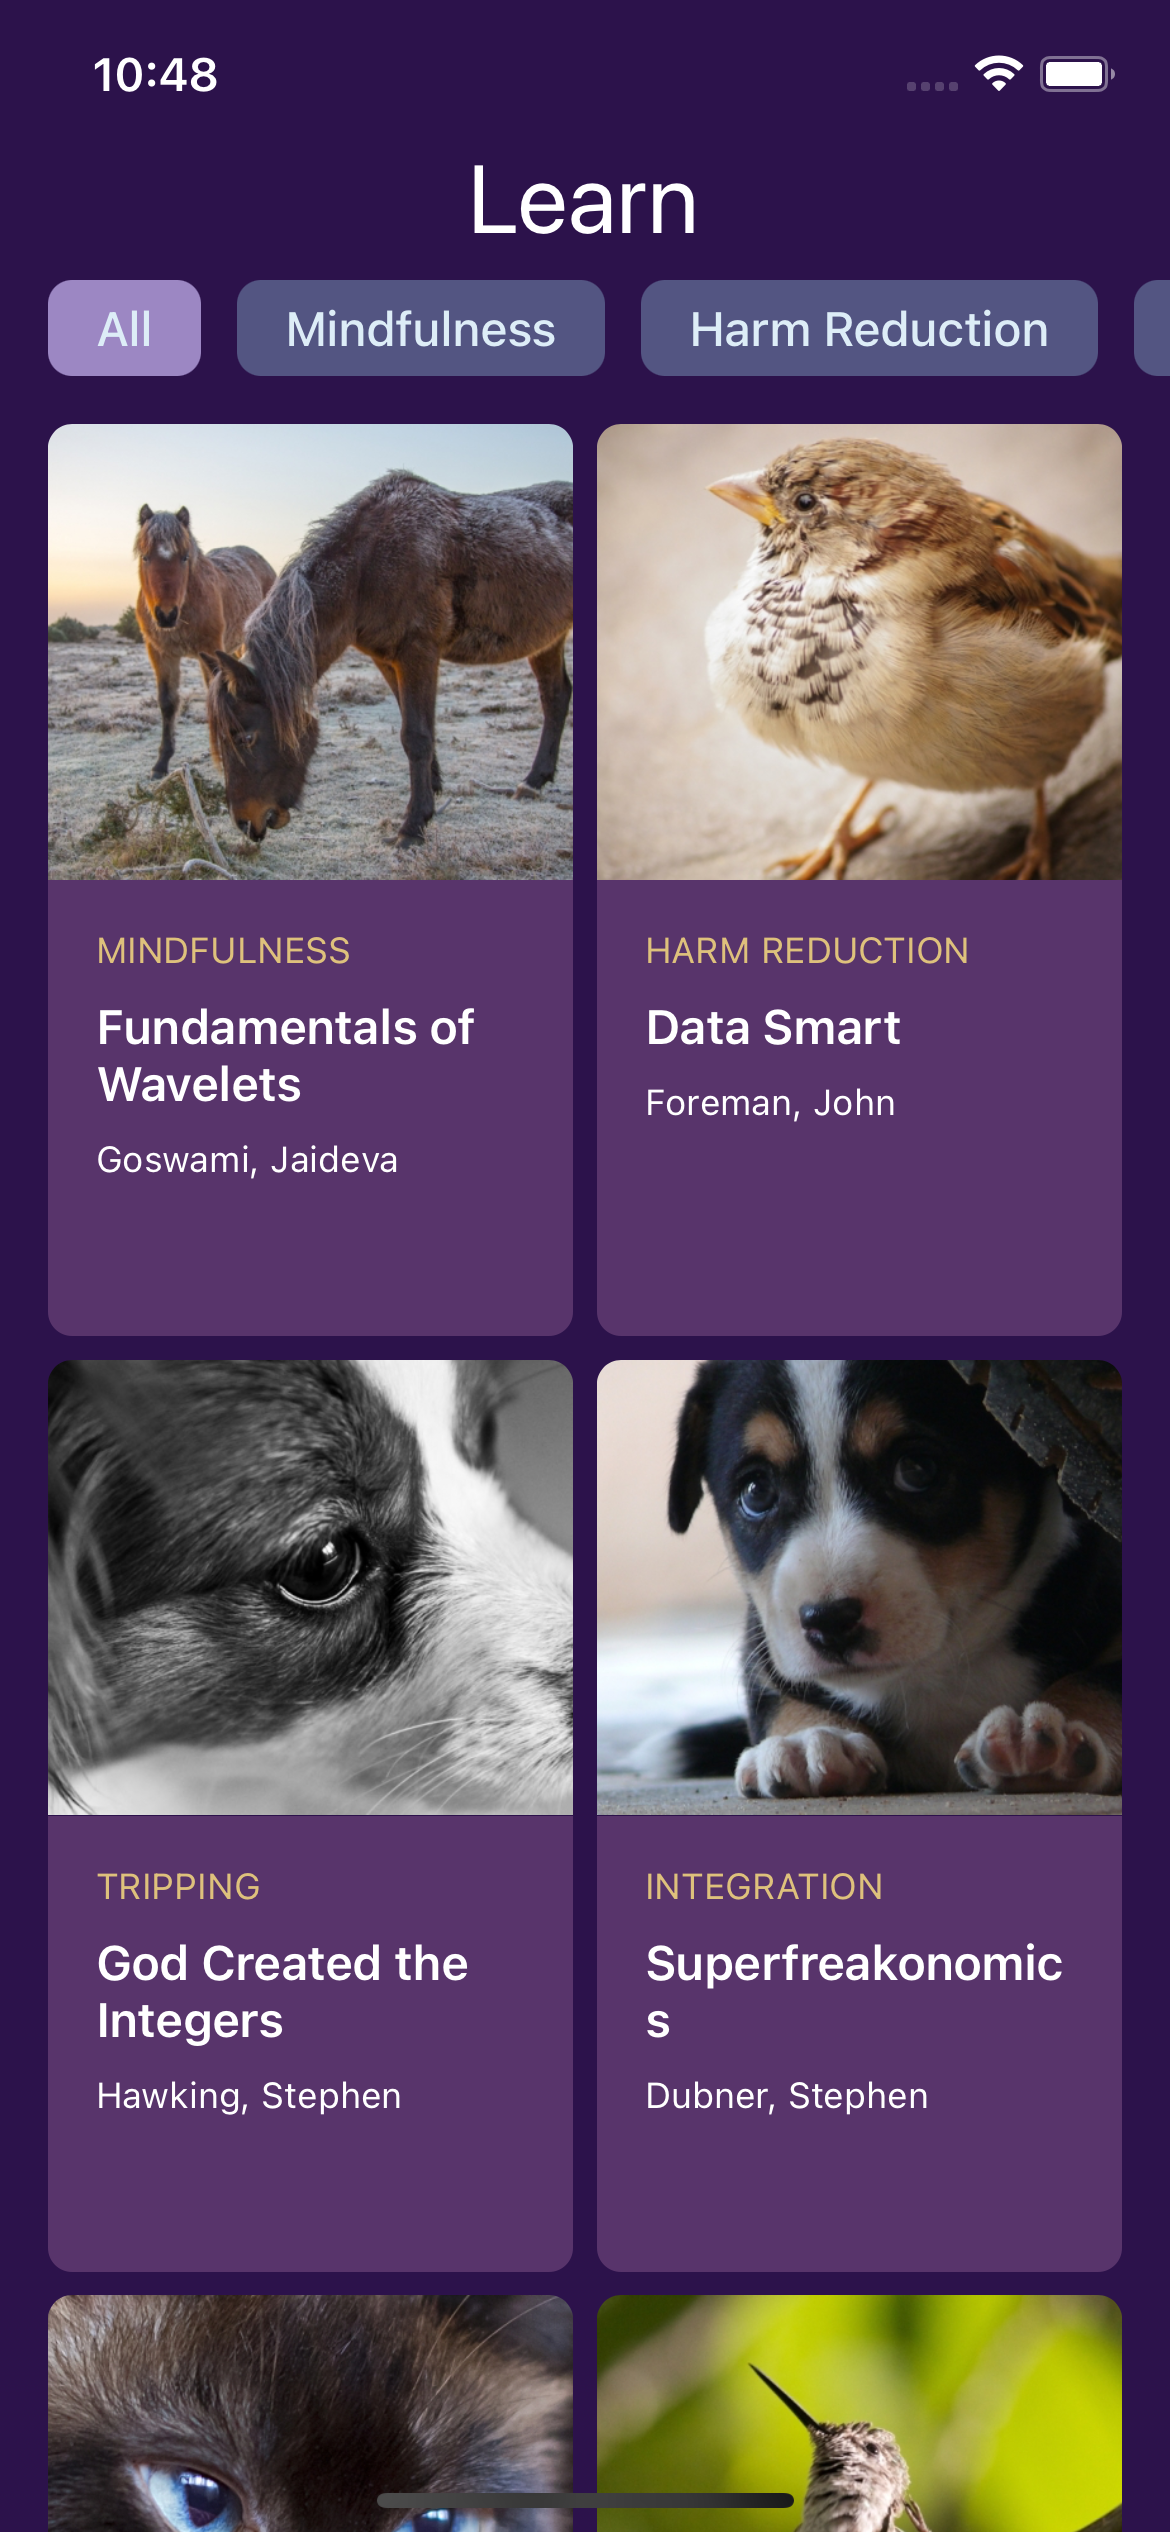 10:48
Learn
All
Mindfulness
Harm Reduction
MINDFULNESS
Fundamentals of
Wavelets
Goswami, Jaideva
HARM REDUCTION
Data Smart
Foreman, John
TRIPPING
God Created the
Integers
Hawking, Stephen
INTEGRATION
Superfreakonomic
s
Dubner, Stephen